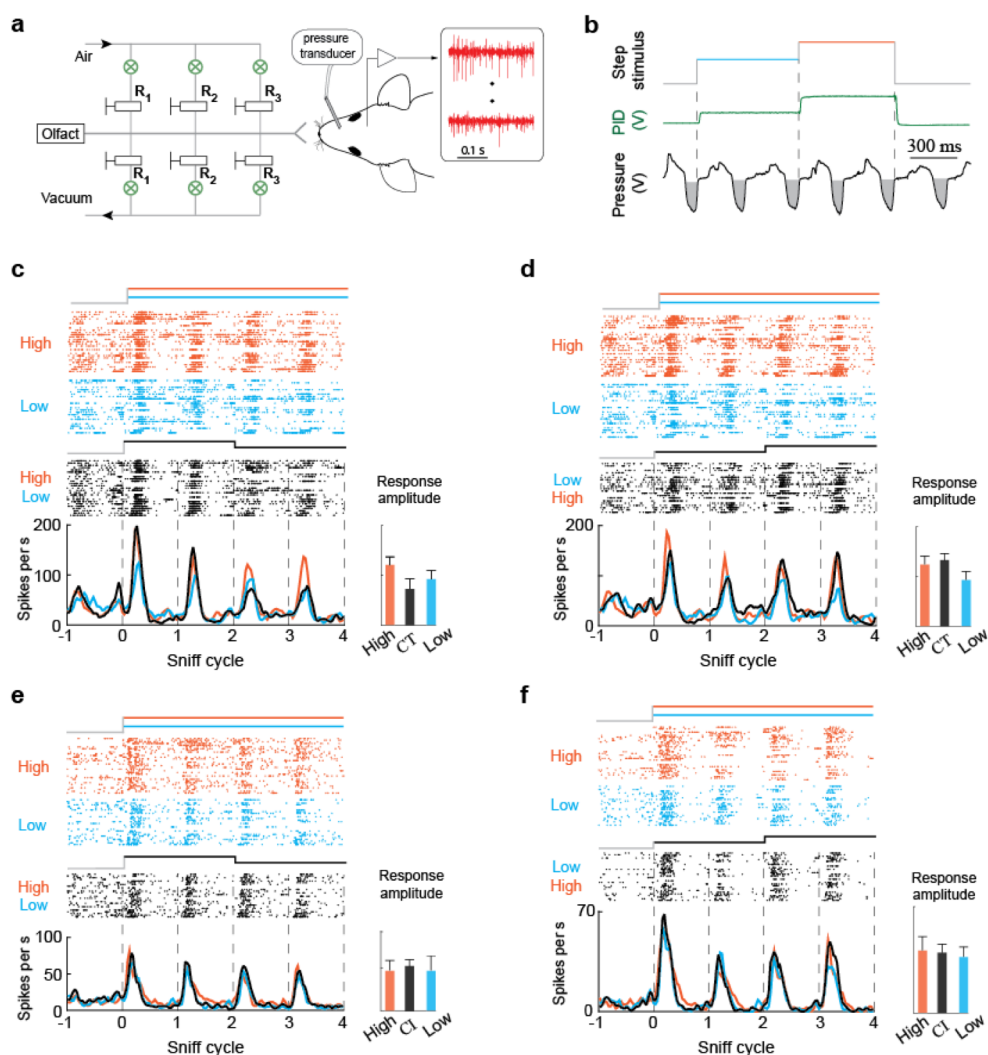 a
Air
R1
R2
R3
Olfact
R1
R2
R3
Vacuum
pressure
transducer
0.1 s
b
Step
stimulus
PID
(V)
300 ms
Pressure
(V)
c
High
Low
High
Low
Response
amplitude
Spikes per s
200
100
0
-1 0 1 2 3 4
Sniff cycle
High CT Low
d
High
Low
Low
High
Response
amplitude
Spikes per s
200
100
0
-1 0 1 2 3 4
Sniff cycle
High CT Low
e
High
Low
High
Low
Response
amplitude
Spikes per s
100
50
0
-1 0 1 2 3 4
Sniff cycle
High CI Low
f
High
Low
Low
High
Response
amplitude
Spikes per s
70
0
-1 0 1 2 3 4
Sniff cycle
High CI Low